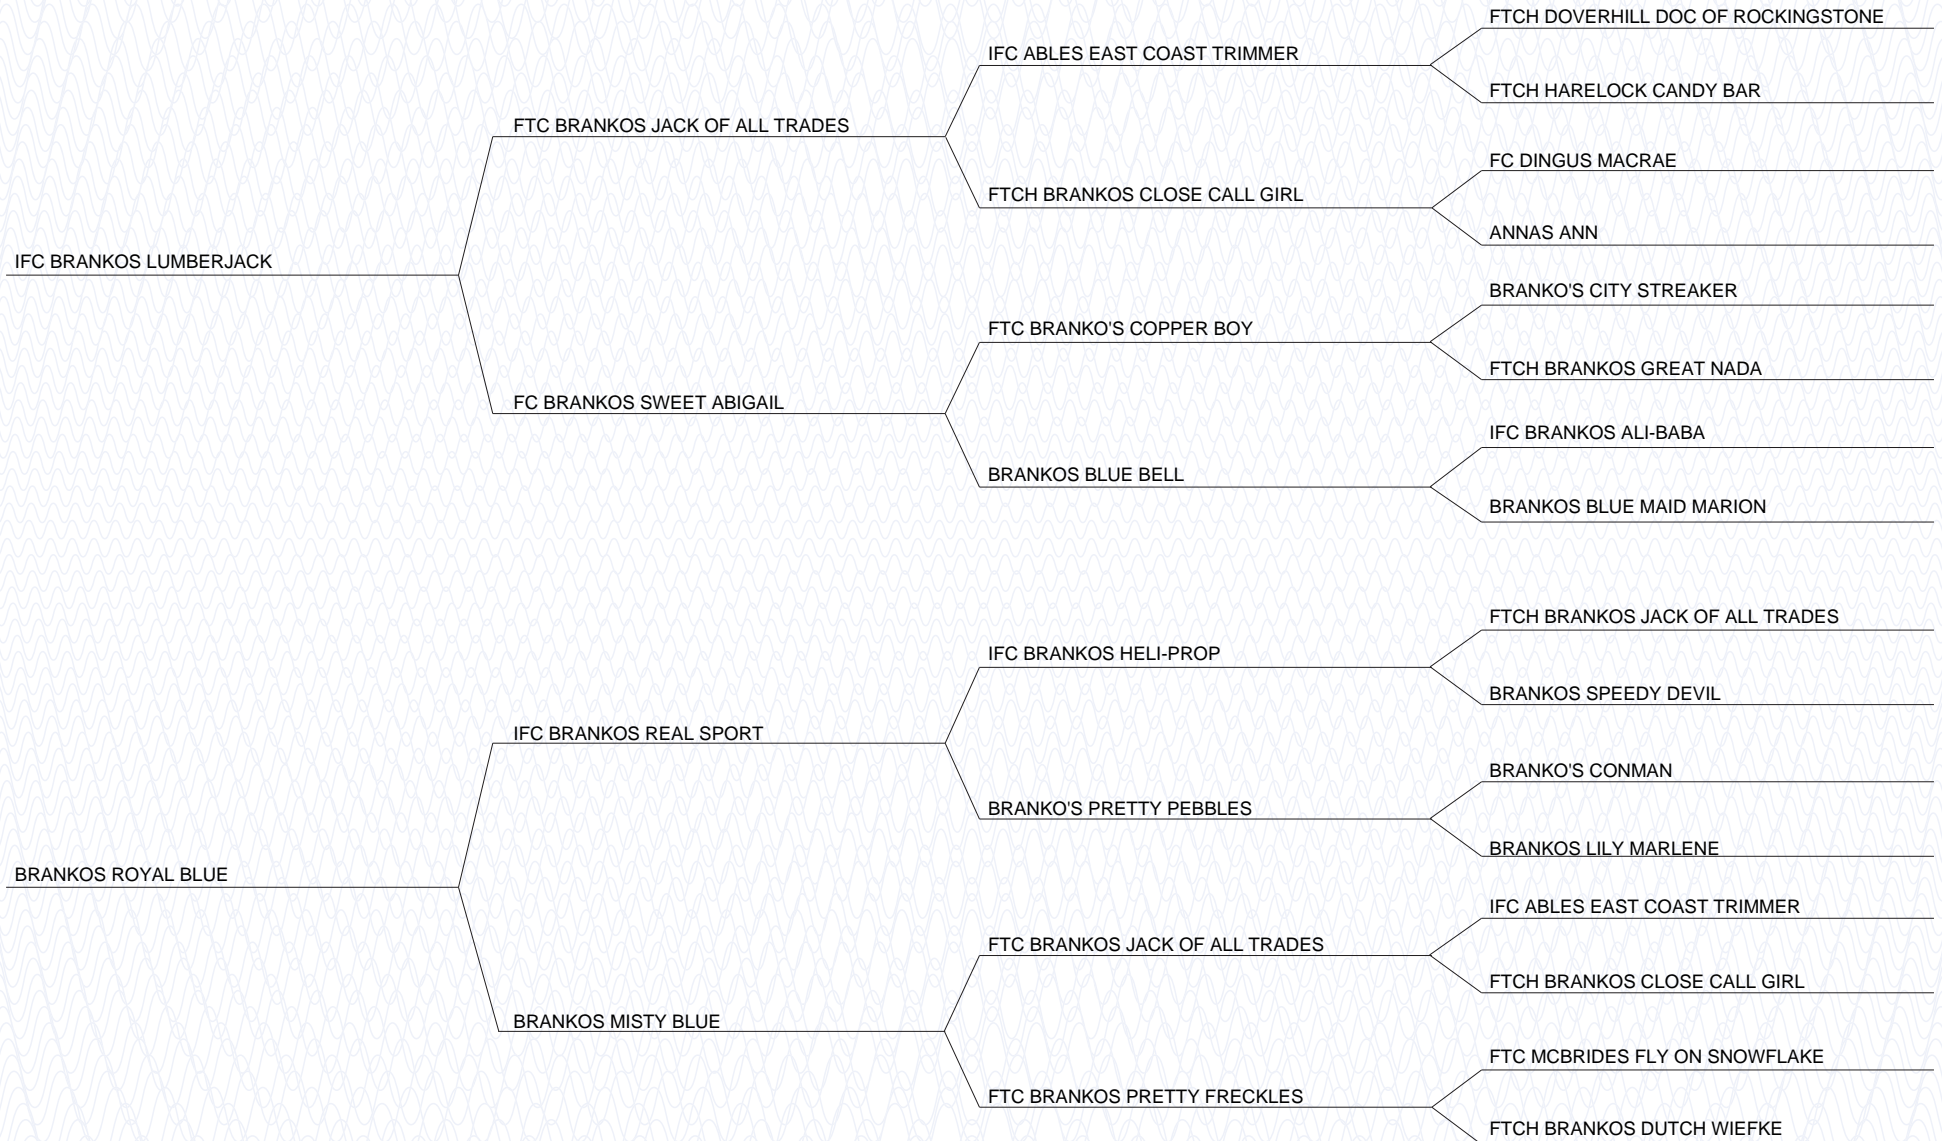 FTCH DOVERHILL DOC OF ROCKINGSTONE
IFC ABLES EAST COAST TRIMMER
FTCH HARELOCK CANDY BAR
FTC BRANKOS JACK OF ALL TRADES
FC DINGUS MACRAE
FTCH BRANKOS CLOSE CALL GIRL
ANNAS ANN
IFC BRANKOS LUMBERJACK
BRANKO'S CITY STREAKER
FTC BRANKO'S COPPER BOY
FTCH BRANKOS GREAT NADA
FC BRANKOS SWEET ABIGAIL
IFC BRANKOS ALI-BABA
BRANKOS BLUE BELL
BRANKOS BLUE MAID MARION
FTCH BRANKOS JACK OF ALL TRADES
IFC BRANKOS HELI-PROP
BRANKOS SPEEDY DEVIL
IFC BRANKOS REAL SPORT
BRANKO'S CONMAN
BRANKO'S PRETTY PEBBLES
BRANKOS LILY MARLENE
BRANKOS ROYAL BLUE
IFC ABLES EAST COAST TRIMMER
FTC BRANKOS JACK OF ALL TRADES
FTCH BRANKOS CLOSE CALL GIRL
BRANKOS MISTY BLUE
FTC MCBRIDES FLY ON SNOWFLAKE
FTC BRANKOS PRETTY FRECKLES
FTCH BRANKOS DUTCH WIEFKE